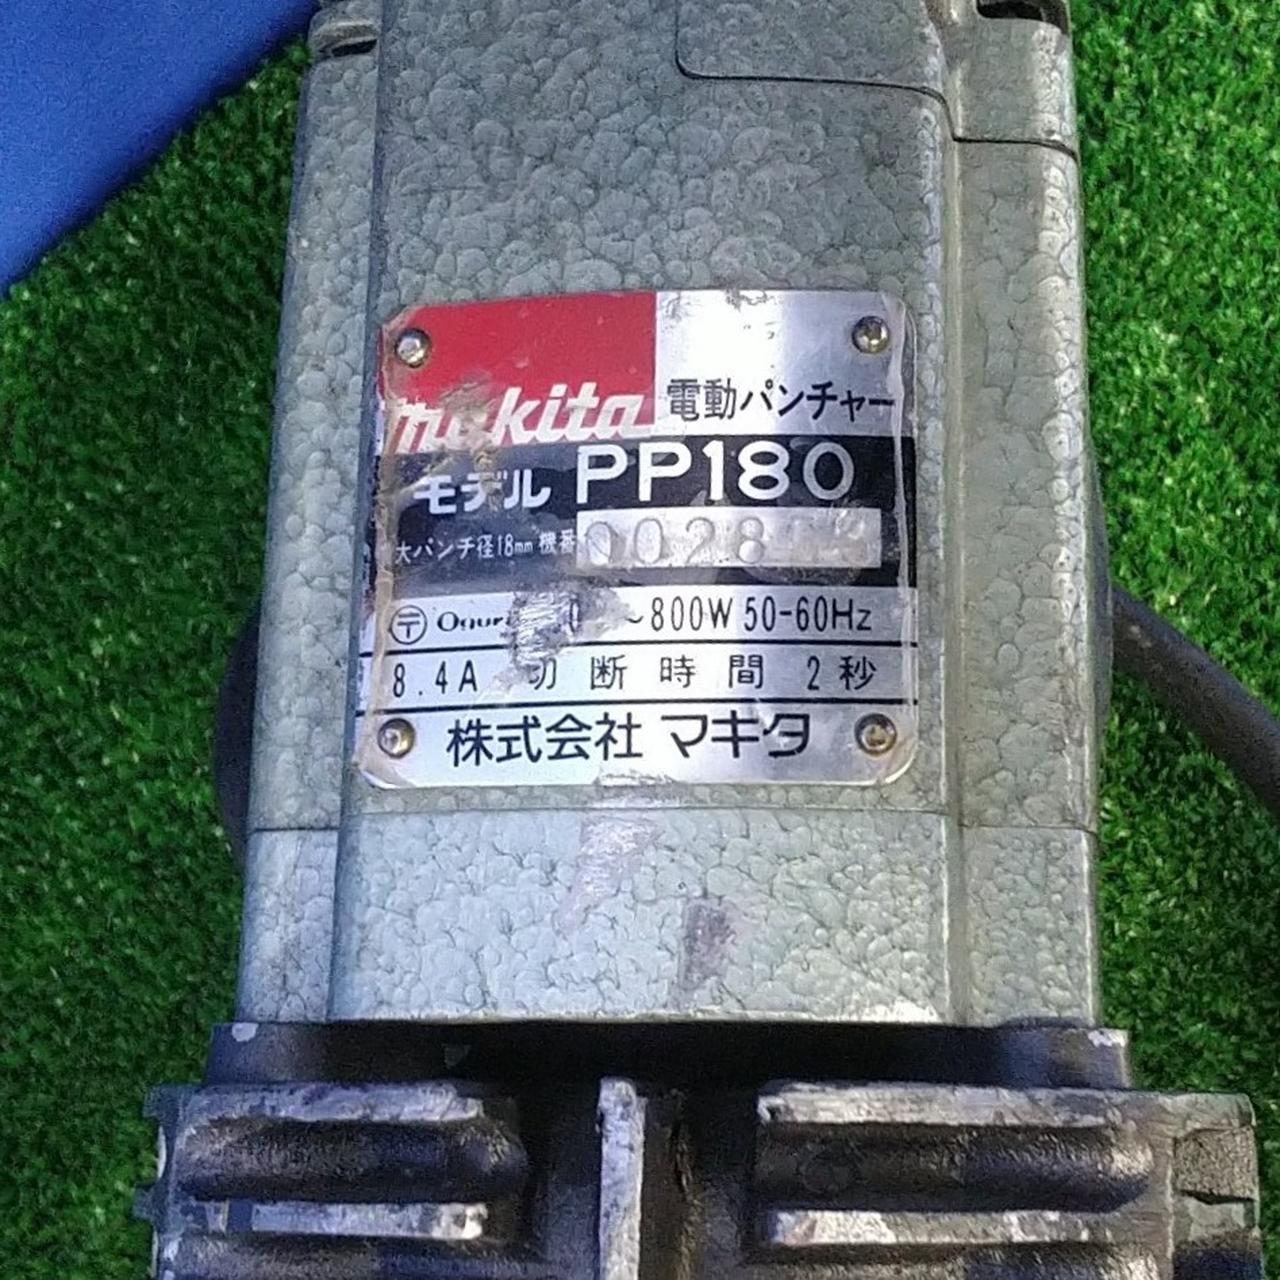 makita
電動パンチャー
モデル PP180
大パンチ径18mm 機番 0028
〒 Ogura ～800W 50-60Hz
8.4A 切断時間 2秒
株式会社 マキタ